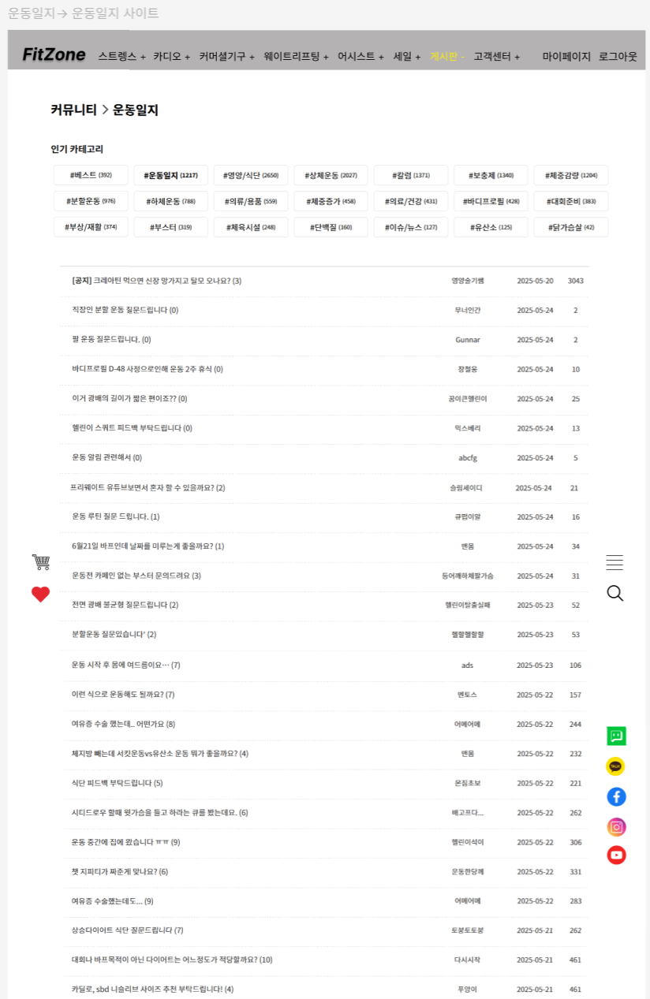 운동일지→ 운동일지 사이트
FitZone 스트렝스 + 카디오 + 커머셜기구 + 웨이트리프팅 + 어시스트 + 세일 + 게시판 - 고객센터 + 마이페이지 로그아웃
커뮤니티 > 운동일지
인기 카테고리
#베스트 (392) #운동일지 (1217) #영양/식단 (2650) #상체운동 (2027) #칼럼 (1371) #보충제 (1340) #체중감량 (1204)
#분할운동 (976) #하체운동 (788) #의류/용품 (559) #체중증가 (458) #의료/건강 (431) #바디프로필 (428) #대회준비 (383)
#부상/재활 (374) #부스터 (319) #체육시설 (248) #단백질 (160) #이슈/뉴스 (127) #유산소 (125) #닭가슴살 (42)
[공지] 크레아틴 먹으면 신장 망가지고 탈모 오나요? (3) 영양술기쌤 2025-05-20 3043
직장인 분할 운동 질문드립니다 (0) 무너인간 2025-05-24 2
팔 운동 질문드립니다. (0) Gunnar 2025-05-24 2
바디프로필 D-48 사정으로인해 운동 2주 휴식 (0) 장철웅 2025-05-24 10
이거 광배의 길이가 짧은 편이죠?? (0) 꿈이큰헬린이 2025-05-24 25
헬린이 스쿼트 피드백 부탁드립니다 (0) 믹스베리 2025-05-24 13
운동 알림 관련해서 (0) abcfg 2025-05-24 5
프리웨이트 유튜브보면서 혼자 할 수 있을까요? (2) 슬림셰이디 2025-05-24 21
운동 루틴 질문 드립니다. (1) 큐떱이알 2025-05-24 16
6월21일 바프인데 날짜를 미루는게 좋을까요? (1) 맨몸 2025-05-24 34
운동전 카페인 없는 부스터 문의드려요 (3) 등어깨하체팔가슴 2025-05-24 31
전면 광배 불균형 질문드립니다 (2) 헬린이탈출실패 2025-05-23 52
분할운동 질문있습니다' (2) 헬할헬할할 2025-05-23 53
운동 시작 후 몸에 여드름이요… (7) ads 2025-05-23 106
이런 식으로 운동해도 될까요? (7) 멘토스 2025-05-22 157
여유증 수술 했는데.. 어떤가요 (8) 어메어메 2025-05-22 244
체지방 빼는데 서킷운동vs유산소 운동 뭐가 좋을까요? (4) 맨몸 2025-05-22 232
식단 피드백 부탁드립니다 (5) 몬짐초보 2025-05-22 221
시티드로우 할때 윗가슴을 들고 하라는 큐를 봤는데요. (6) 배고프다... 2025-05-22 262
운동 중간에 집에 왔습니다 ㅠㅠ (9) 헬린이석이 2025-05-22 306
챗 지피티가 짜준게 맞나요? (6) 운동한당께 2025-05-22 331
여유증 수술했는데도... (9) 어메어메 2025-05-22 283
상승다이어트 식단 질문드립니다 (7) 토붕토토붕 2025-05-21 262
대회나 바프목적이 아닌 다이어트는 어느정도가 적당할까요? (10) 다시시작 2025-05-21 461
카딜로, sbd 니슬리브 사이즈 추천 부탁드립니다! (4) 푸양이 2025-05-21 461
TALK